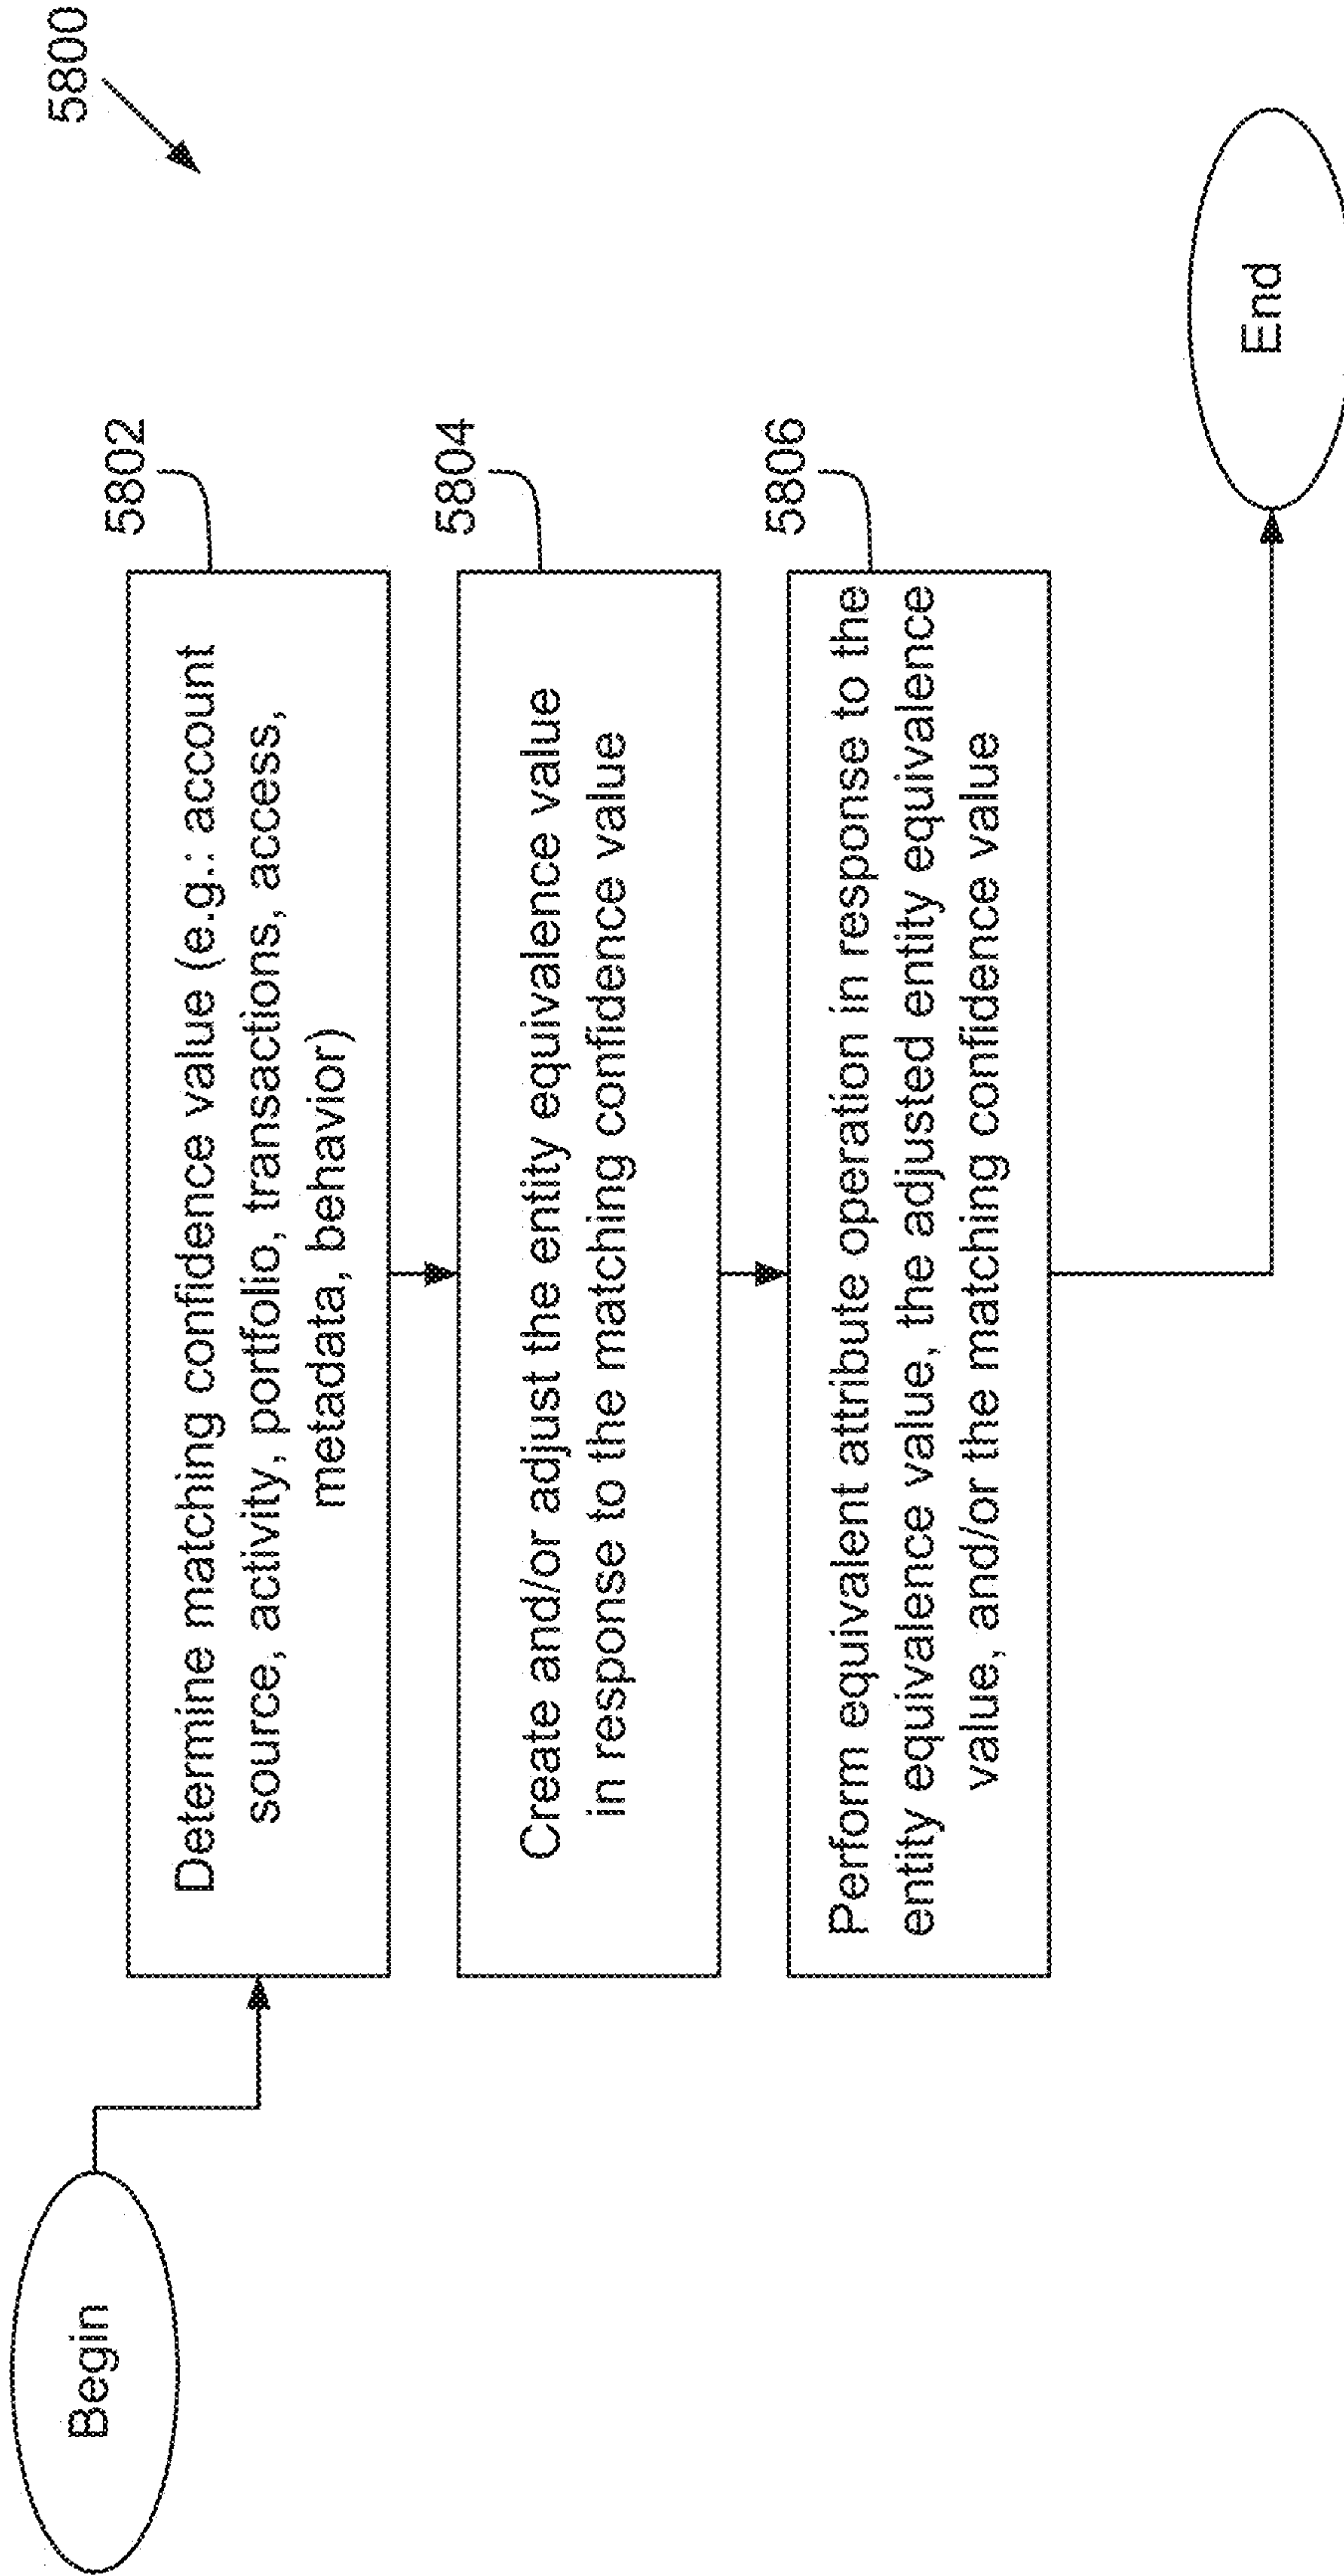 5800
Begin
5802
Determine matching confidence value (e.g.: account
source, activity, portfolio, transactions, access,
metadata, behavior)
5804
Create and/or adjust the entity equivalence value
in response to the matching confidence value
5806
Perform equivalent attribute operation in response to the
entity equivalence value, the adjusted entity equivalence
value, and/or the matching confidence value
End